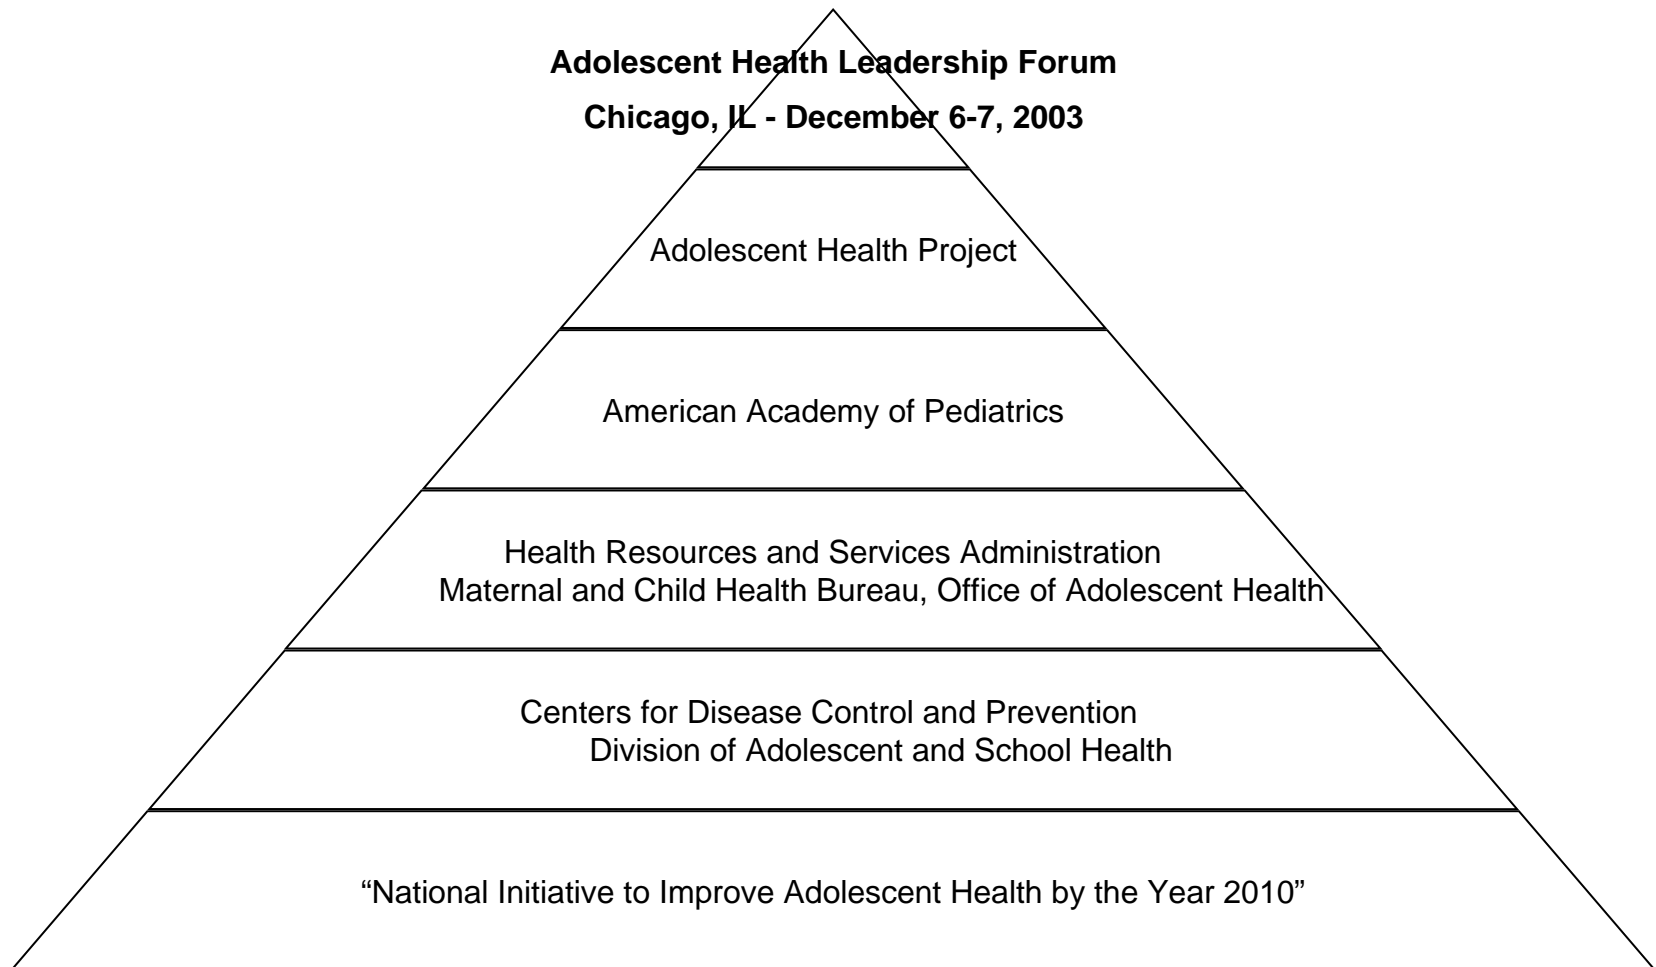 Adolescent Health Leadership Forum
Chicago, IL - December 6-7, 2003
Adolescent Health Project
American Academy of Pediatrics
Health Resources and Services Administration
Maternal and Child Health Bureau, Office of Adolescent Health
Centers for Disease Control and Prevention
Division of Adolescent and School Health
“National Initiative to Improve Adolescent Health by the Year 2010”